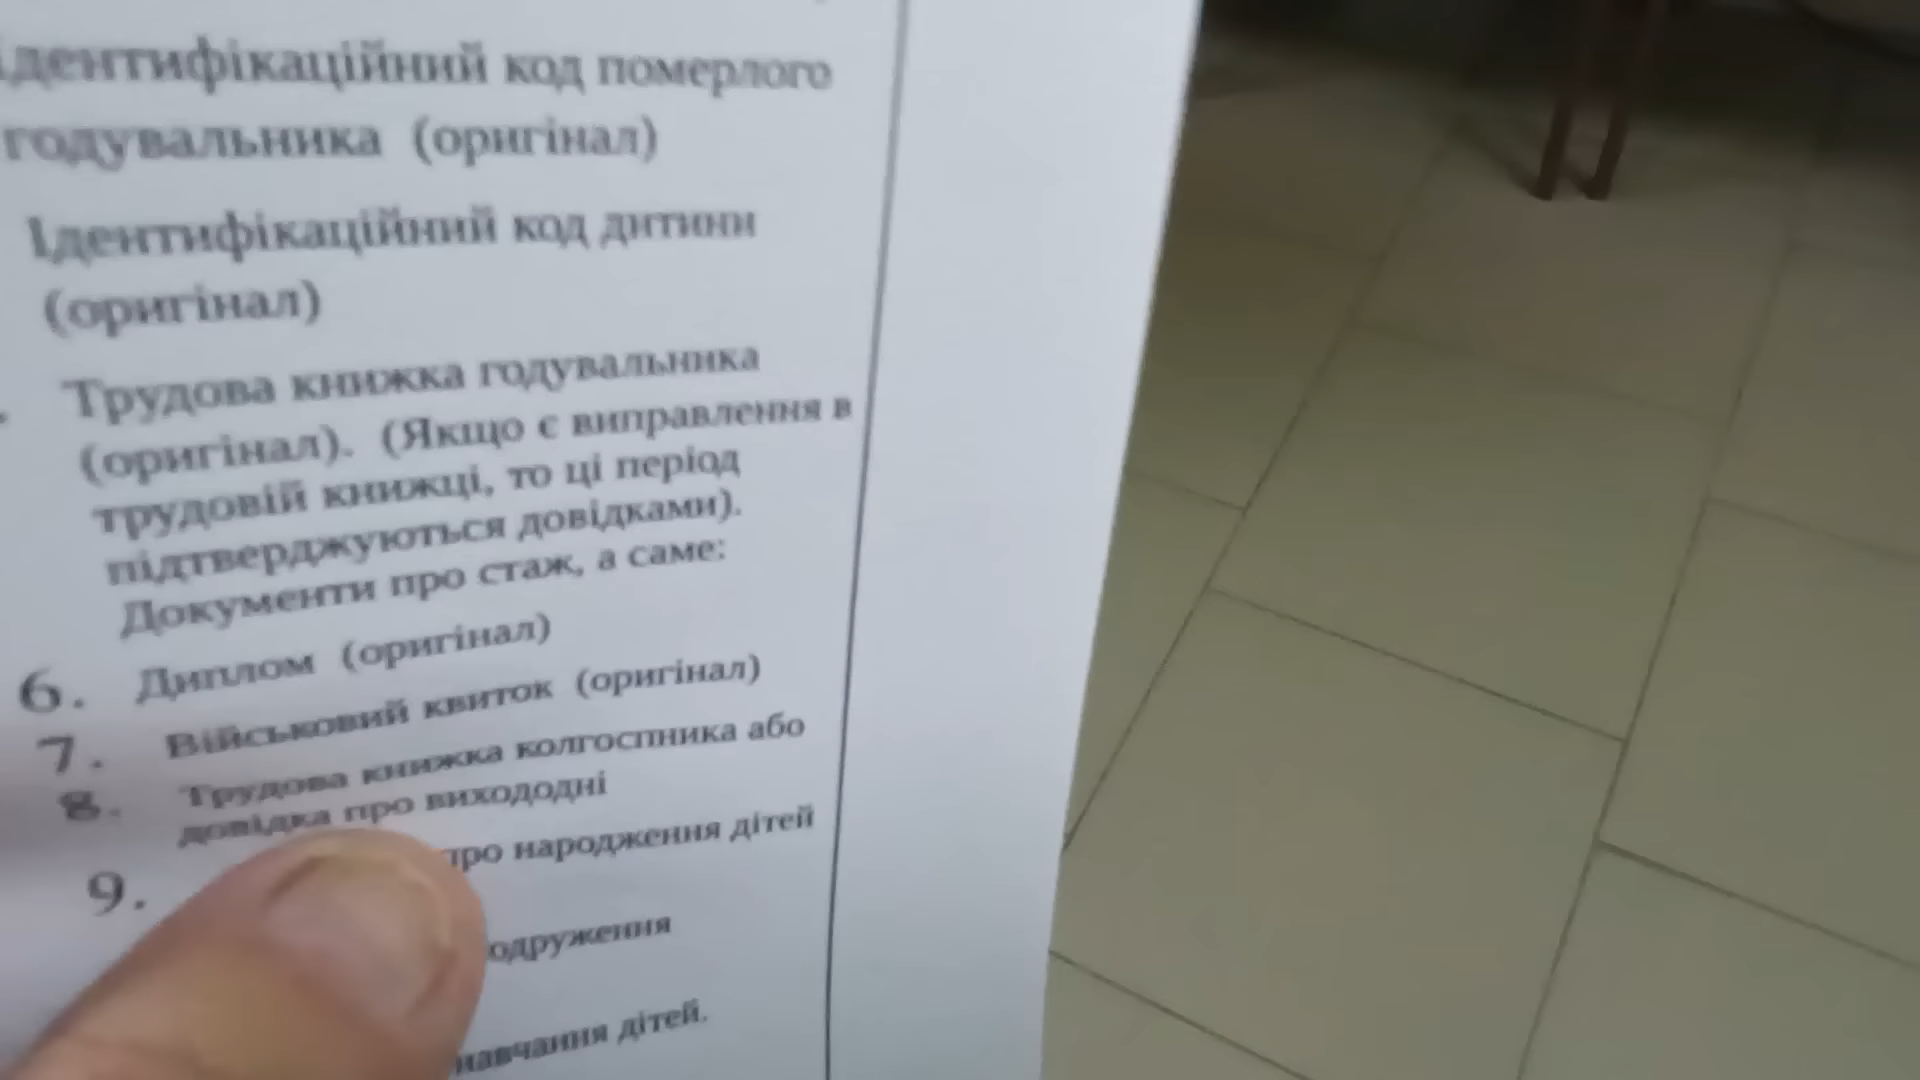 Ідентифікаційний код померлого
годувальника (оригінал)
Ідентифікаційний код дитини
(оригінал)
Трудова книжка годувальника
(оригінал). (Якщо є виправлення в
трудовій книжці, то ці період
підтверджуються довідками).
Документи про стаж, а саме:
6. Диплом (оригінал)
7. Військовий квиток (оригінал)
8. Трудова книжка колгоспника або
довідка про вихододні
9. про народження дітей
одруження
навчання дітей.